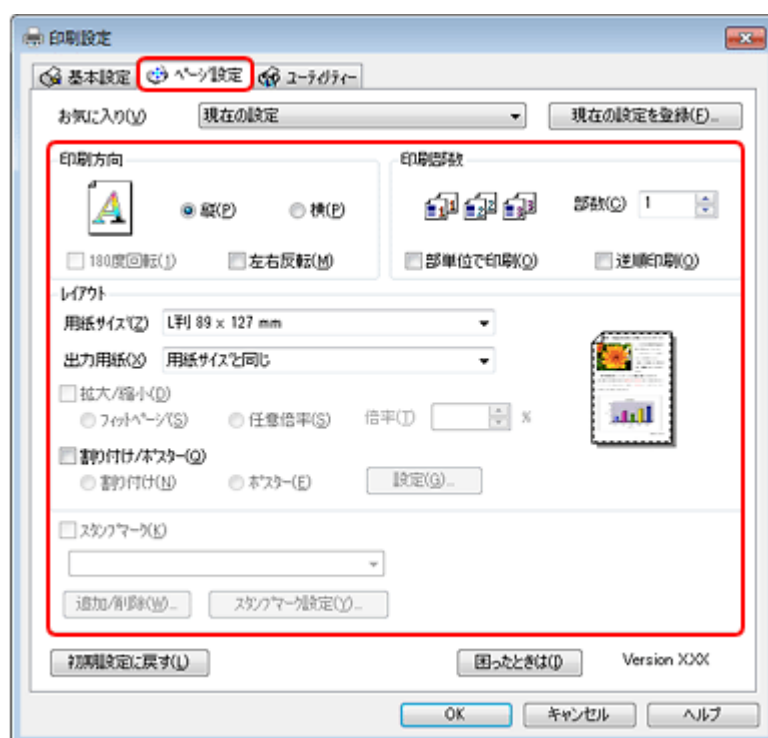 印刷設定
基本設定 ページ設定 ユーティリティー
お気に入り(V) 現在の設定 現在の設定を登録(F)...
印刷方向 印刷部数
縦(P) 横(P) 部数(C) 1
180度回転(1) 左右反転(M) 部単位で印刷(O) 逆順印刷(O)
レイアウト
用紙サイズ(Z) L判 89 x 127 mm
出力用紙(X) 用紙サイズと同じ
拡大/縮小(D)
フィットページ(S) 任意倍率(S) 倍率(T) %
割り付け/ポスター(Q)
割り付け(N) ポスター(E) 設定(G)...
スタンプマーク(K)
追加/削除(W)... スタンプマーク設定(Y)...
初期設定に戻す(L) 困ったときは(I) Version X.XX
OK キャンセル ヘルプ